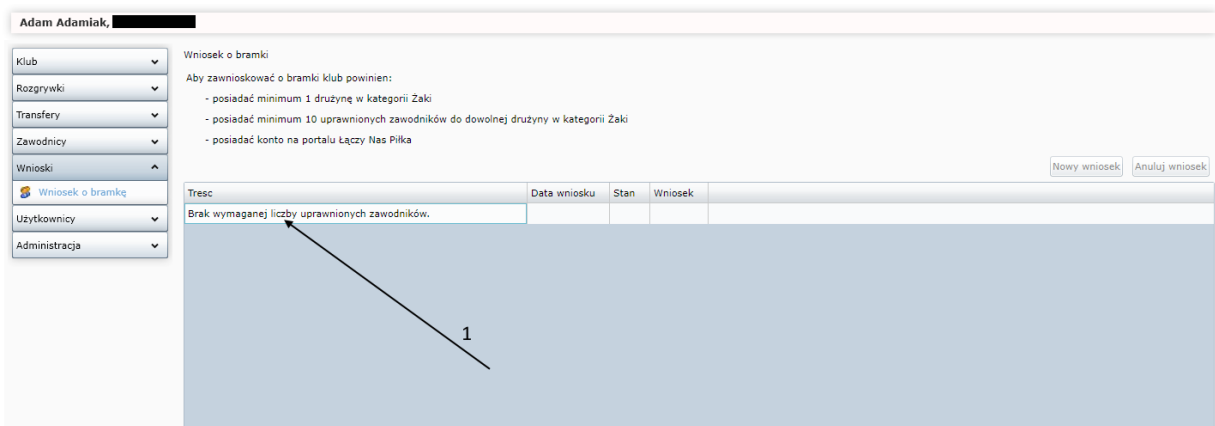 Adam Adamiak,
Klub
Rozgrywki
Transfery
Zawodnicy
Wnioski
Wniosek o bramkę
Użytkownicy
Administracja
Wniosek o bramki
Aby zawnioskować o bramki klub powinien:
- posiadać minimum 1 drużynę w kategorii Żaki
- posiadać minimum 10 uprawnionych zawodników do dowolnej drużyny w kategorii Żaki
- posiadać konto na portalu Łączy Nas Piłka
Nowy wniosek Anuluj wniosek
Tresc Data wniosku Stan Wniosek
Brak wymaganej liczby uprawnionych zawodników.
1